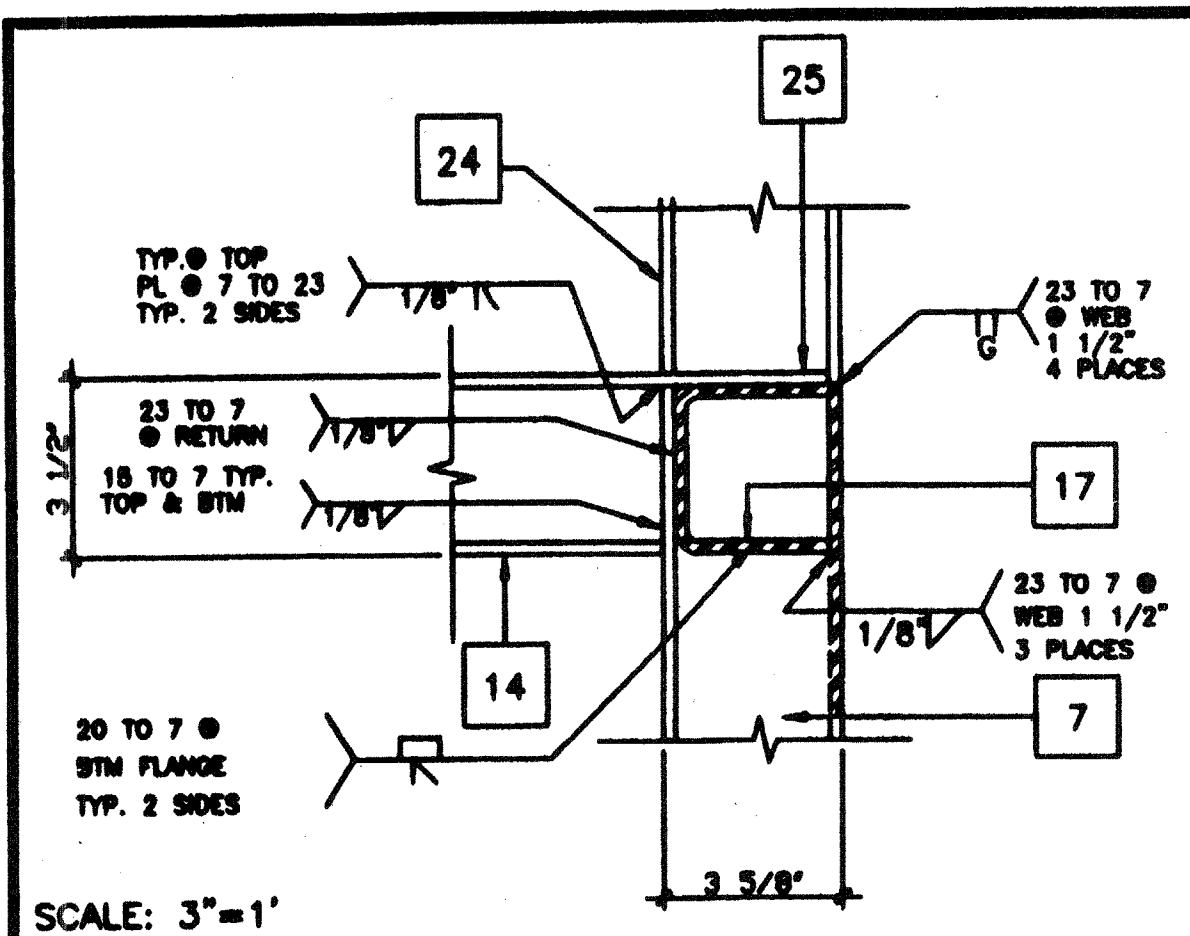 25
24
TYP.@ TOP
PL @ 7 TO 23
TYP. 2 SIDES
1/8"
23 TO 7
@ WEB
1 1/2"
4 PLACES
G
23 TO 7
@ RETURN
1/8"
3 1/2"
15 TO 7 TYP.
TOP & BTM
1/8"
17
23 TO 7 @
WEB 1 1/2"
3 PLACES
1/8"
14
7
20 TO 7 @
BTM FLANGE
TYP. 2 SIDES
3 5/8"
SCALE: 3"=1'